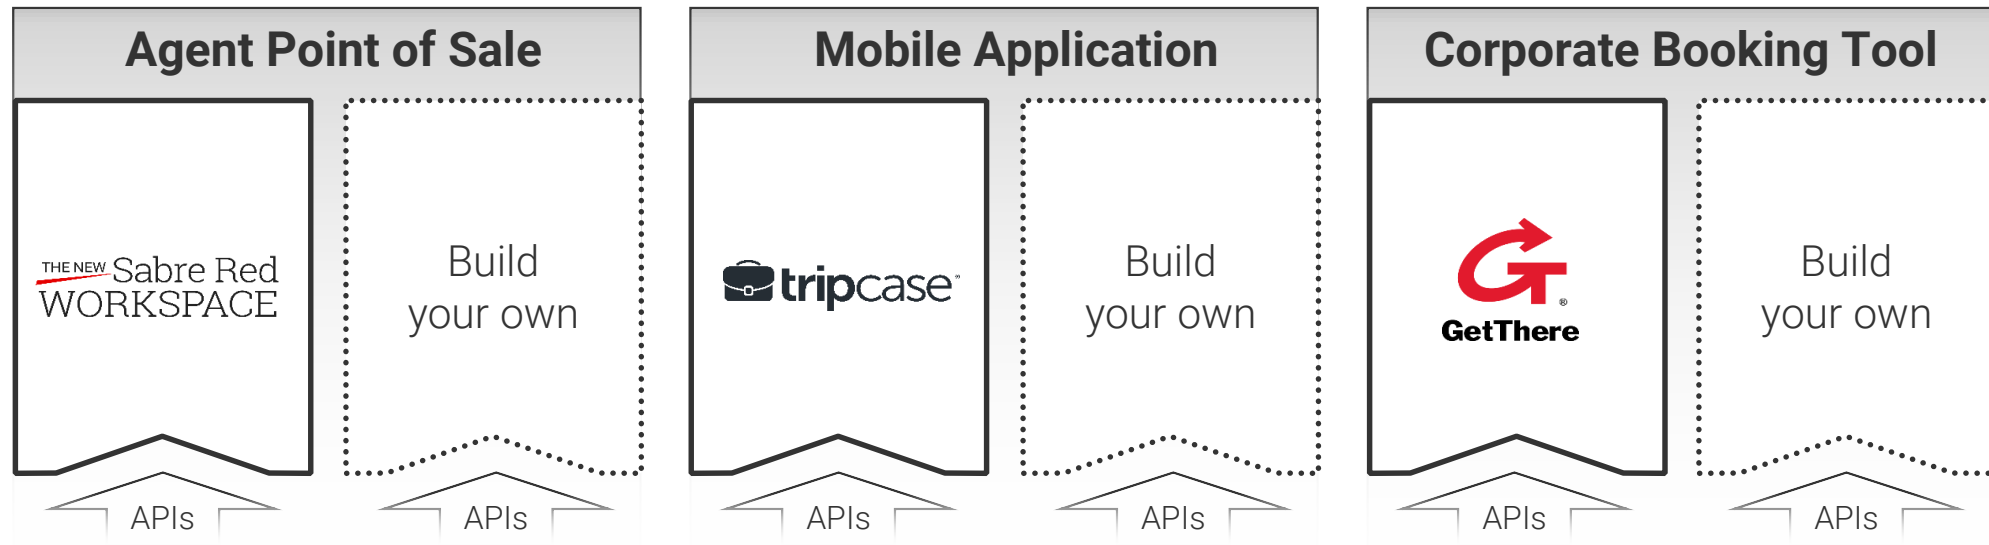 Agent Point of Sale
THE NEW Sabre Red
WORKSPACE
Build
your own
APIs
APIs
Mobile Application
tripcase
Build
your own
APIs
APIs
Corporate Booking Tool
GT®
GetThere
Build
your own
APIs
APIs